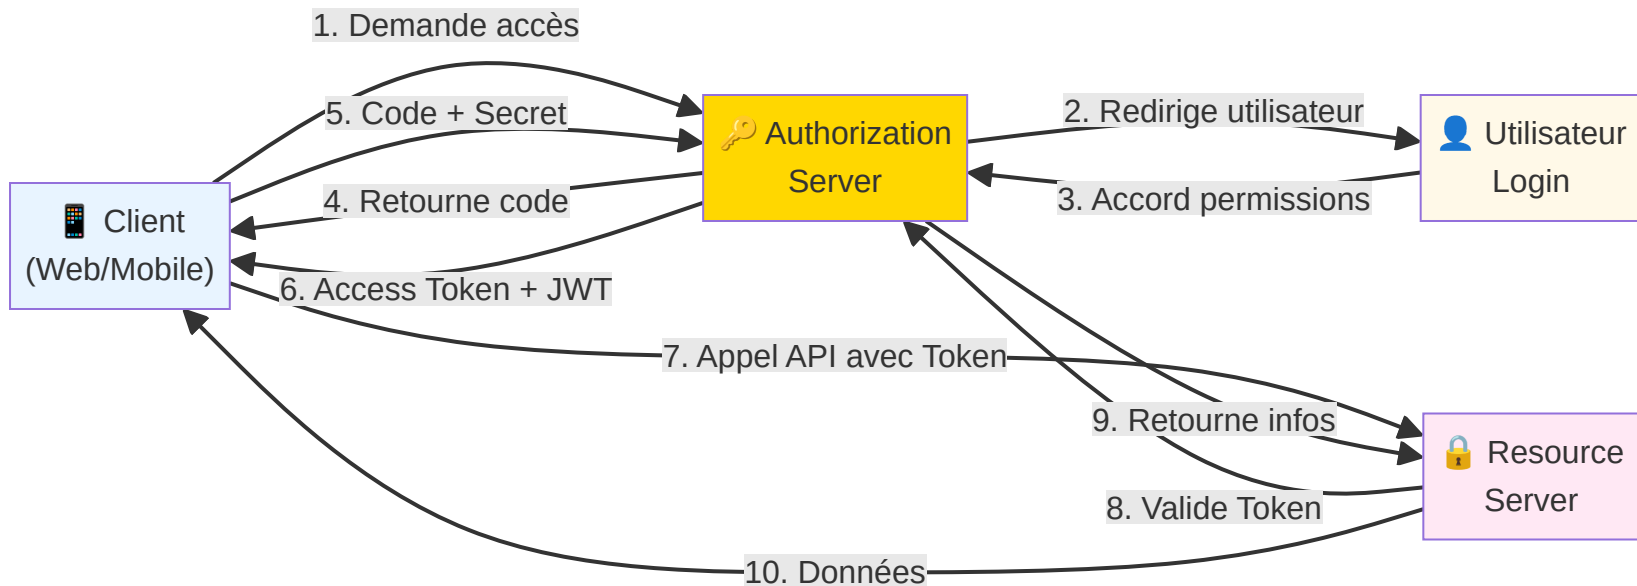 1. Demande accès
5. Code + Secret
2. Redirige utilisateur
🔑 Authorization
Server
👤 Utilisateur
Login
4. Retourne code
3. Accord permissions
📱 Client
(Web/Mobile)
6. Access Token + JWT
7. Appel API avec Token
9. Retourne infos
🔒 Resource
Server
8. Valide Token
10. Données